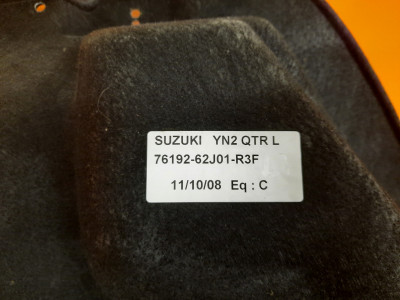 SUZUKI YN2 QTR L
76192-62J01-R3F
11/10/08 Eq : C